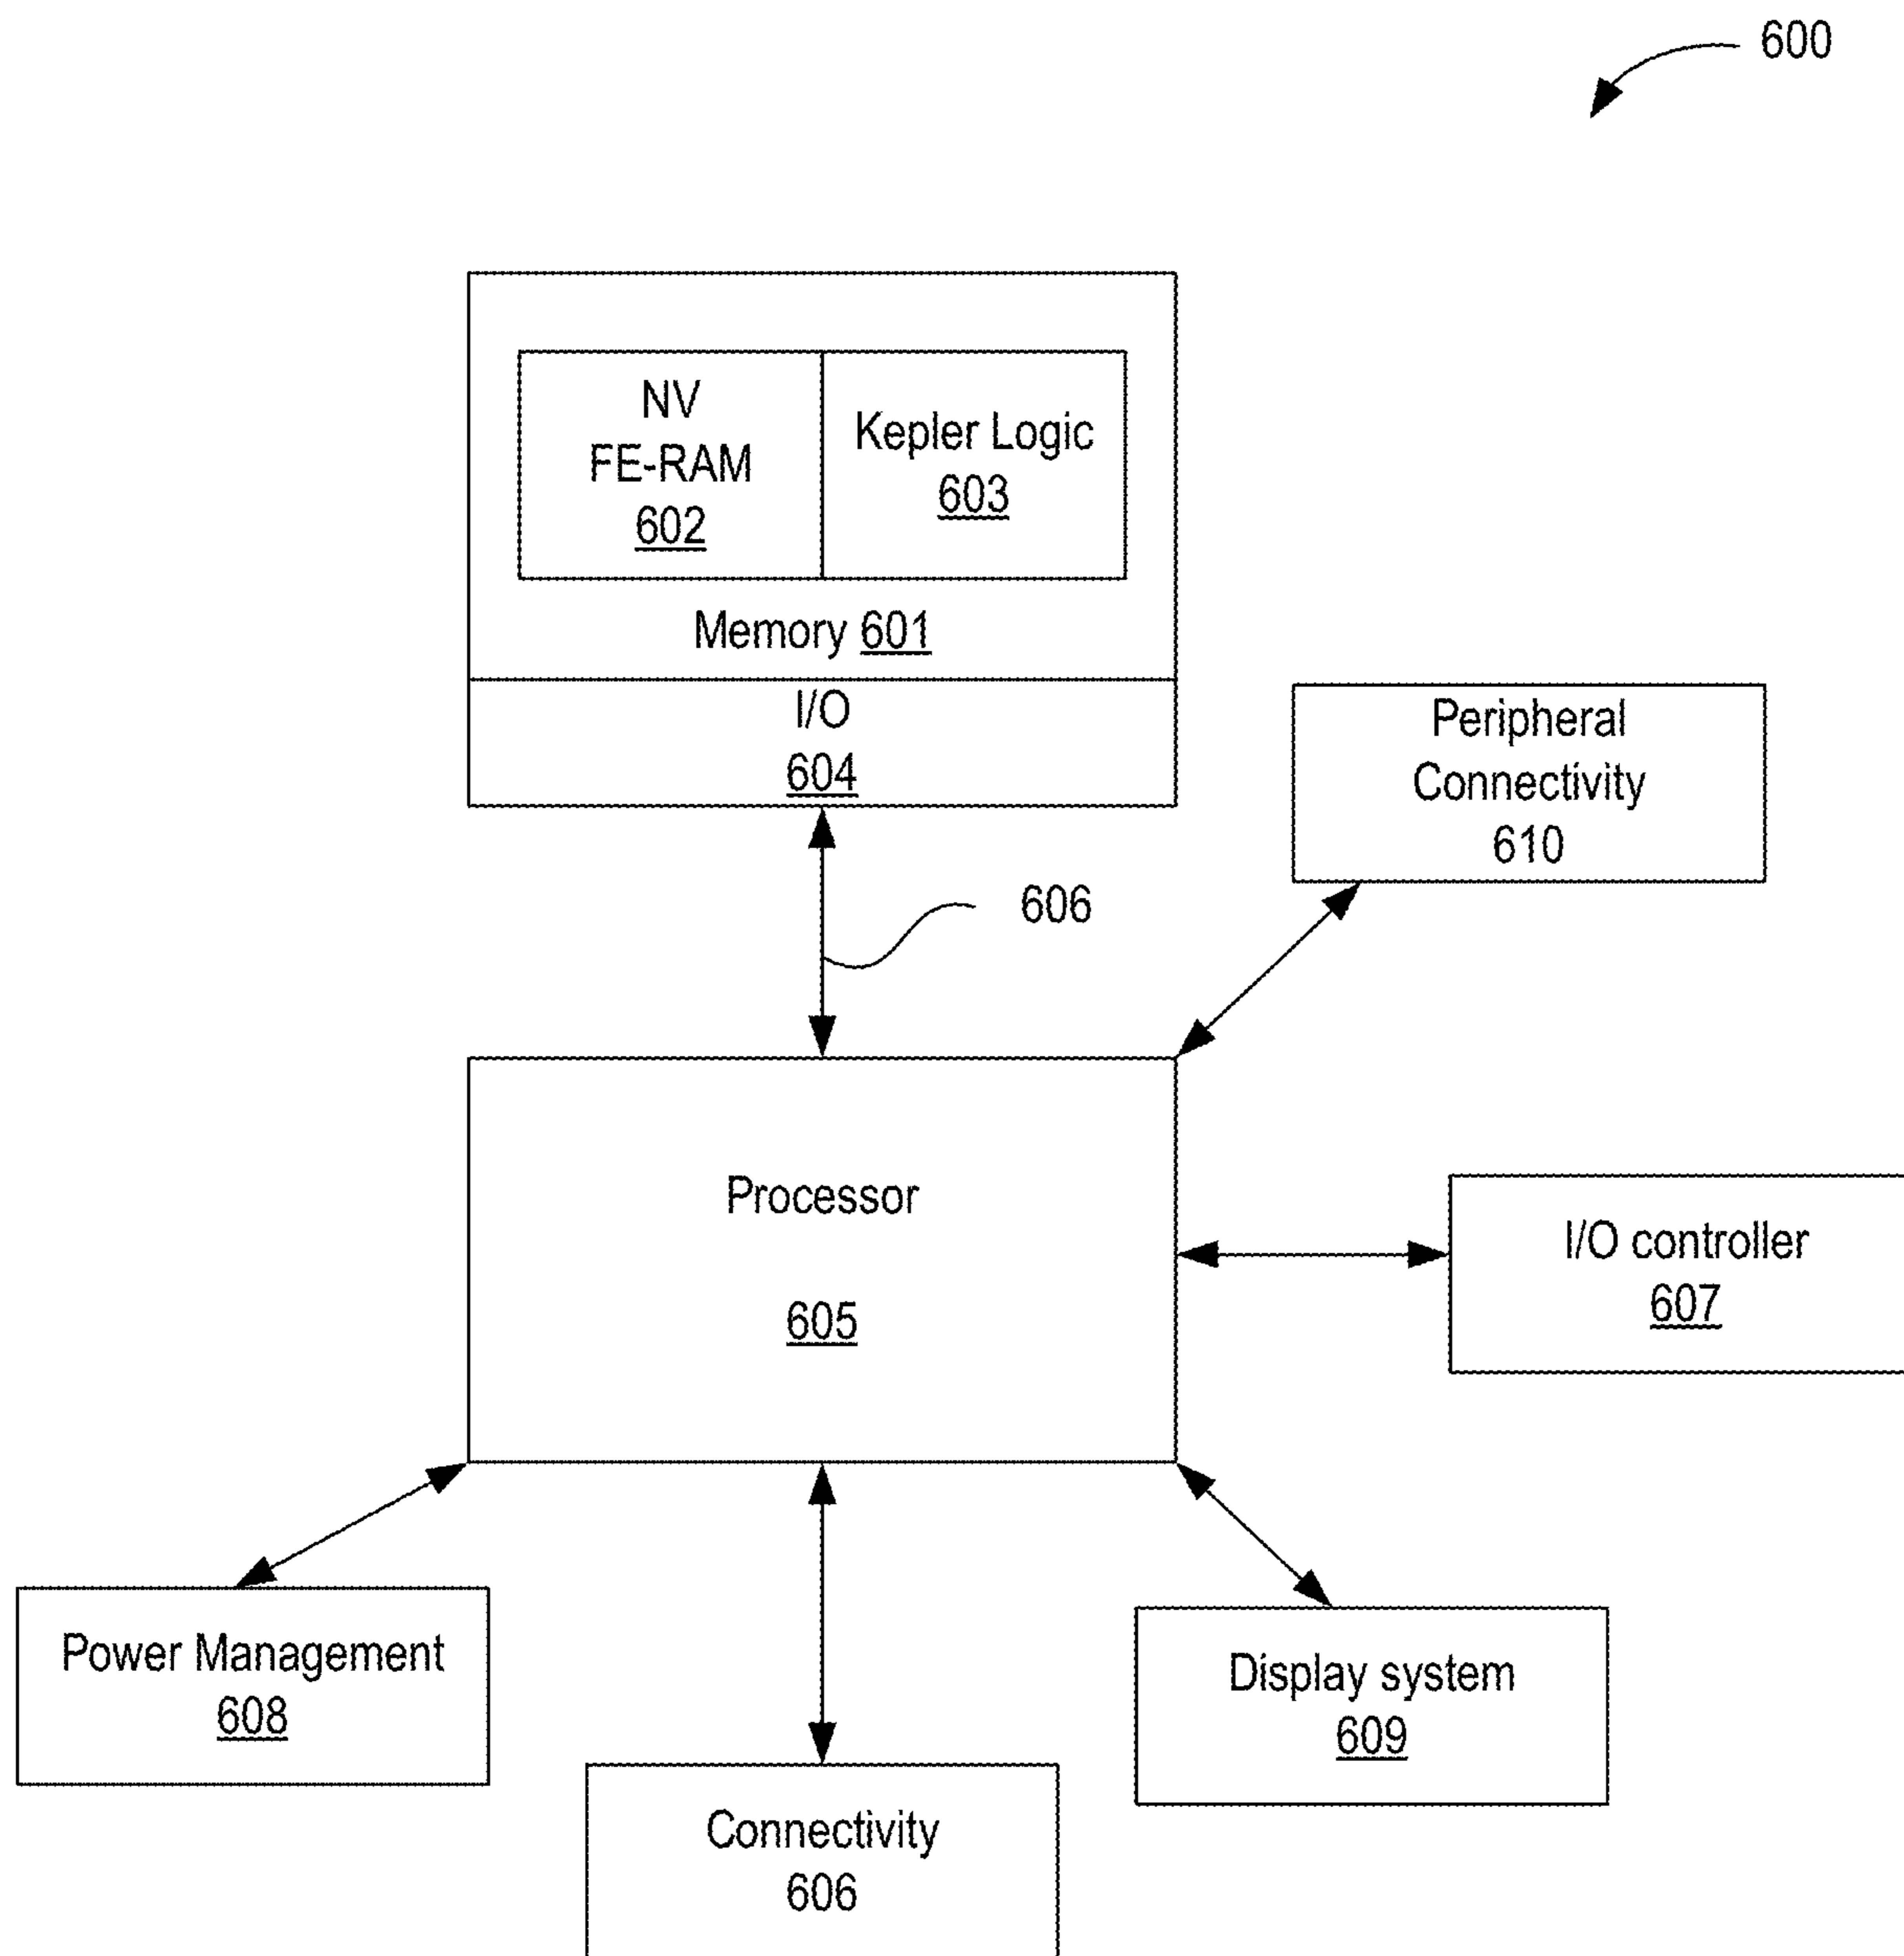 600
NV
FE-RAM
602
Kepler Logic
603
Memory 601
I/O
604
Peripheral
Connectivity
610
606
Processor
605
I/O controller
607
Power Management
608
Display system
609
Connectivity
606